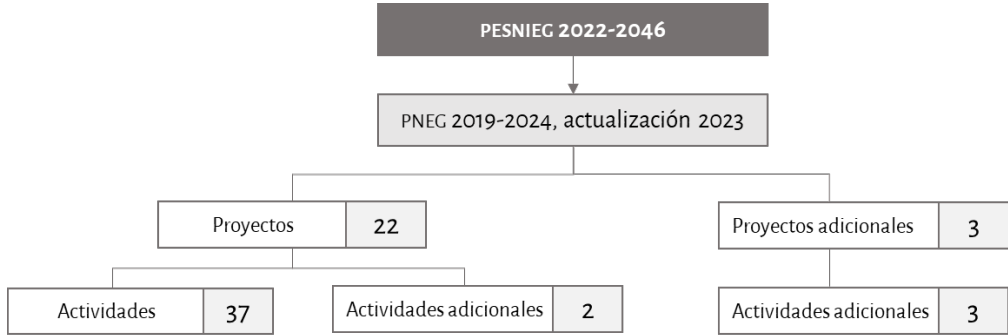 PESNIEG 2022-2046
PNEG 2019-2024, actualización 2023
Proyectos 22
Proyectos adicionales 3
Actividades 37
Actividades adicionales 2
Actividades adicionales 3